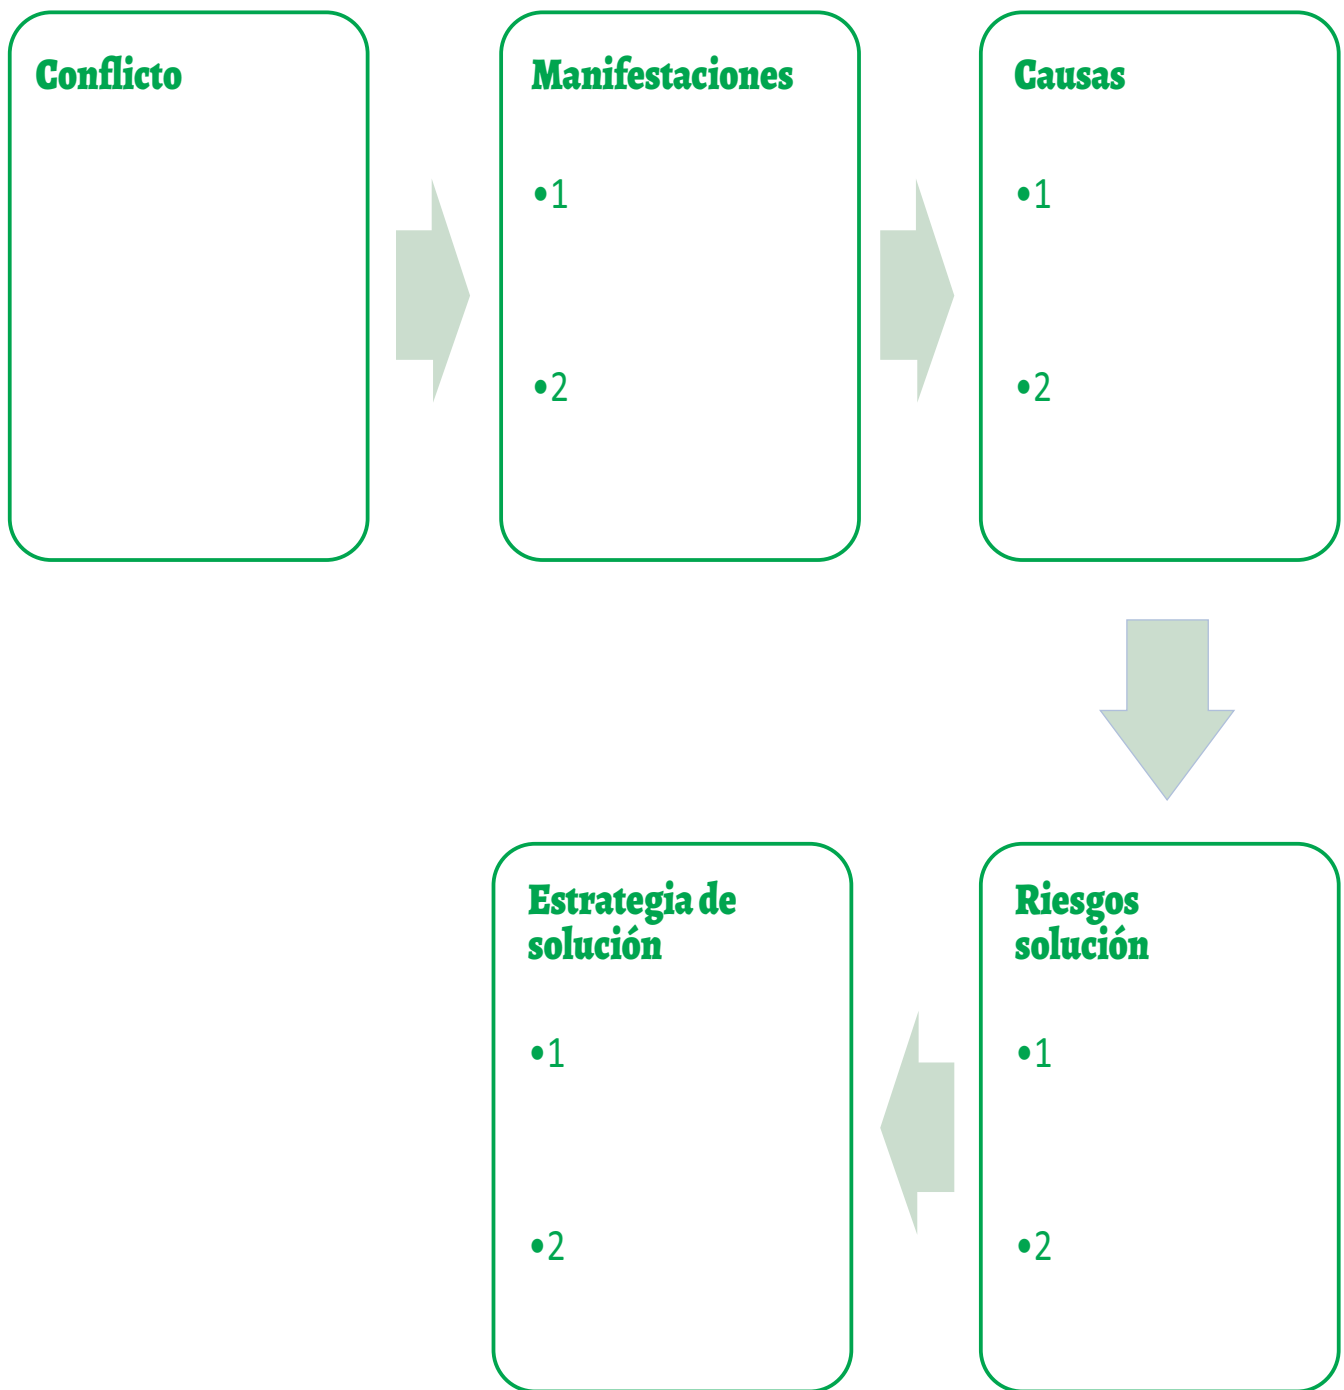 Conflicto
Manifestaciones
•1
•2
Causas
•1
•2
Riesgos
solución
•1
•2
Estrategia de
solución
•1
•2